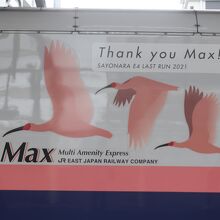 Thank you Max!
SAYONARA E4 LAST RUN 2021
Max Multi Amenity Express
JR EAST JAPAN RAILWAY COMPANY